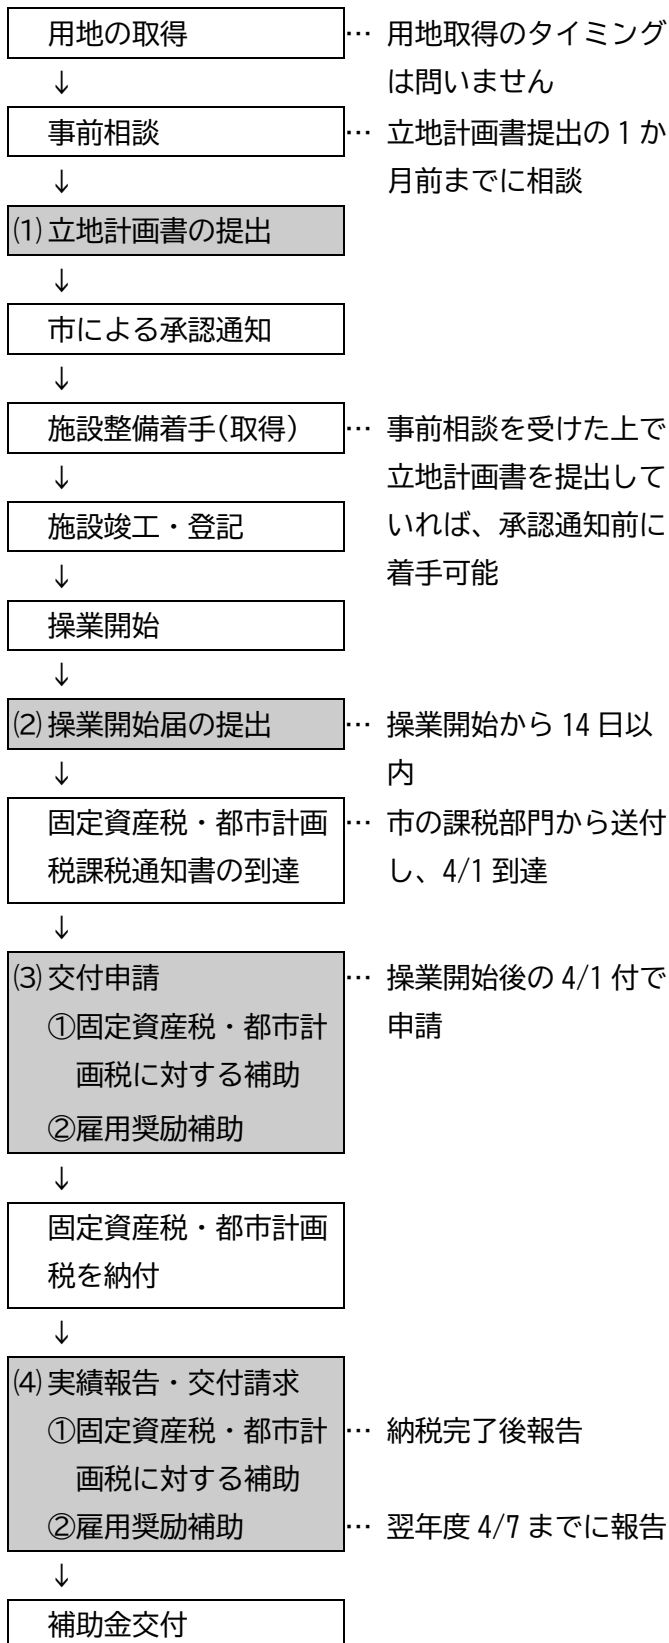 用地の取得 … 用地取得のタイミング
↓ は問いません
事前相談 … 立地計画書提出の1か
↓ 月前までに相談
⑴ 立地計画書の提出
↓
市による承認通知
↓
施設整備着手(取得) … 事前相談を受けた上で
↓ 立地計画書を提出して
施設竣工・登記 いれば、承認通知前に
↓ 着手可能
操業開始
↓
⑵ 操業開始届の提出 … 操業開始から 14 日以
↓ 内
固定資産税・都市計画 … 市の課税部門から送付
税課税通知書の到達 し、4/1 到達
↓
⑶ 交付申請 … 操業開始後の 4/1 付で
①固定資産税・都市計 申請
画税に対する補助
②雇用奨励補助
↓
固定資産税・都市計画
税を納付
↓
⑷ 実績報告・交付請求
①固定資産税・都市計 … 納税完了後報告
画税に対する補助
②雇用奨励補助 … 翌年度 4/7 までに報告
↓
補助金交付